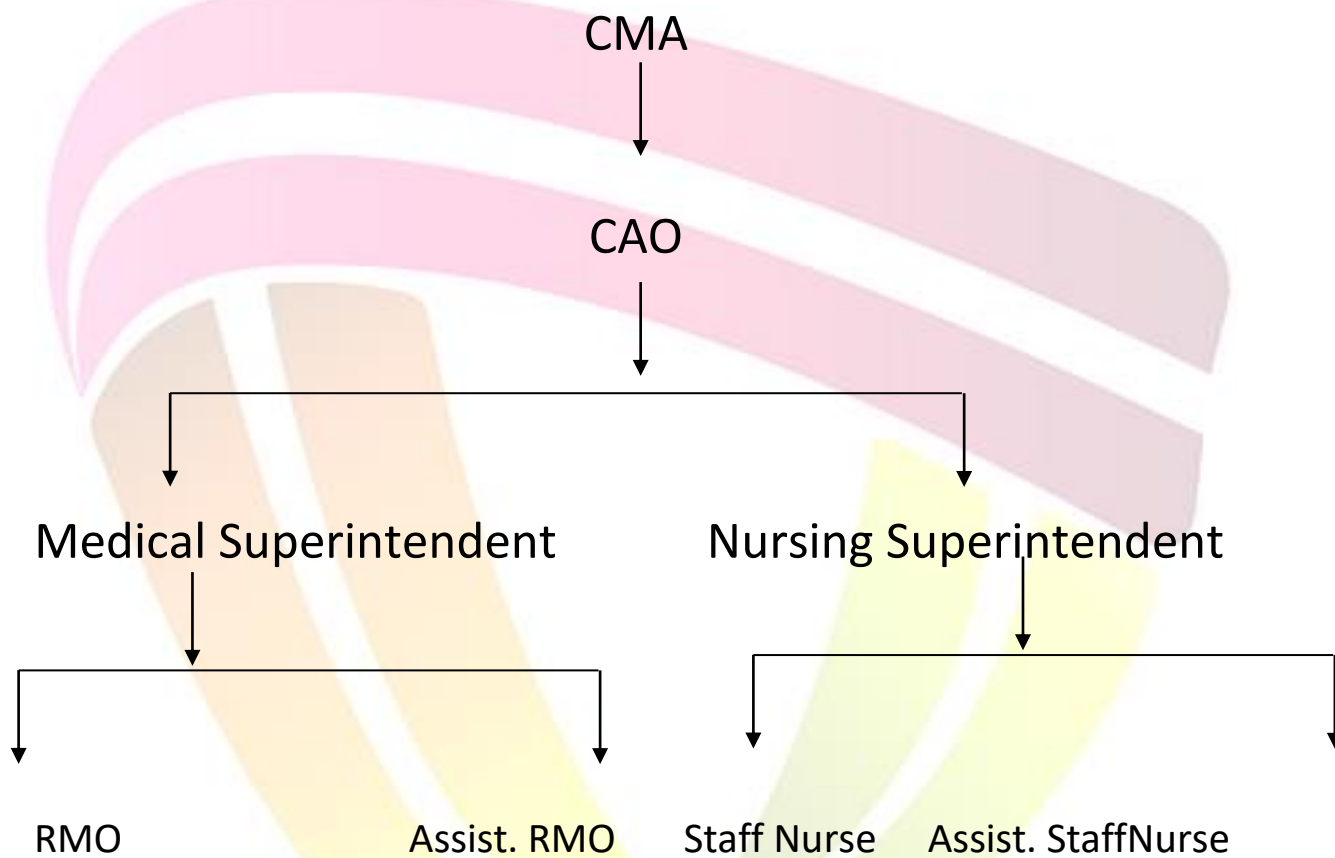 CMA
CAO
Medical Superintendent Nursing Superintendent
RMO Assist. RMO Staff Nurse Assist. StaffNurse